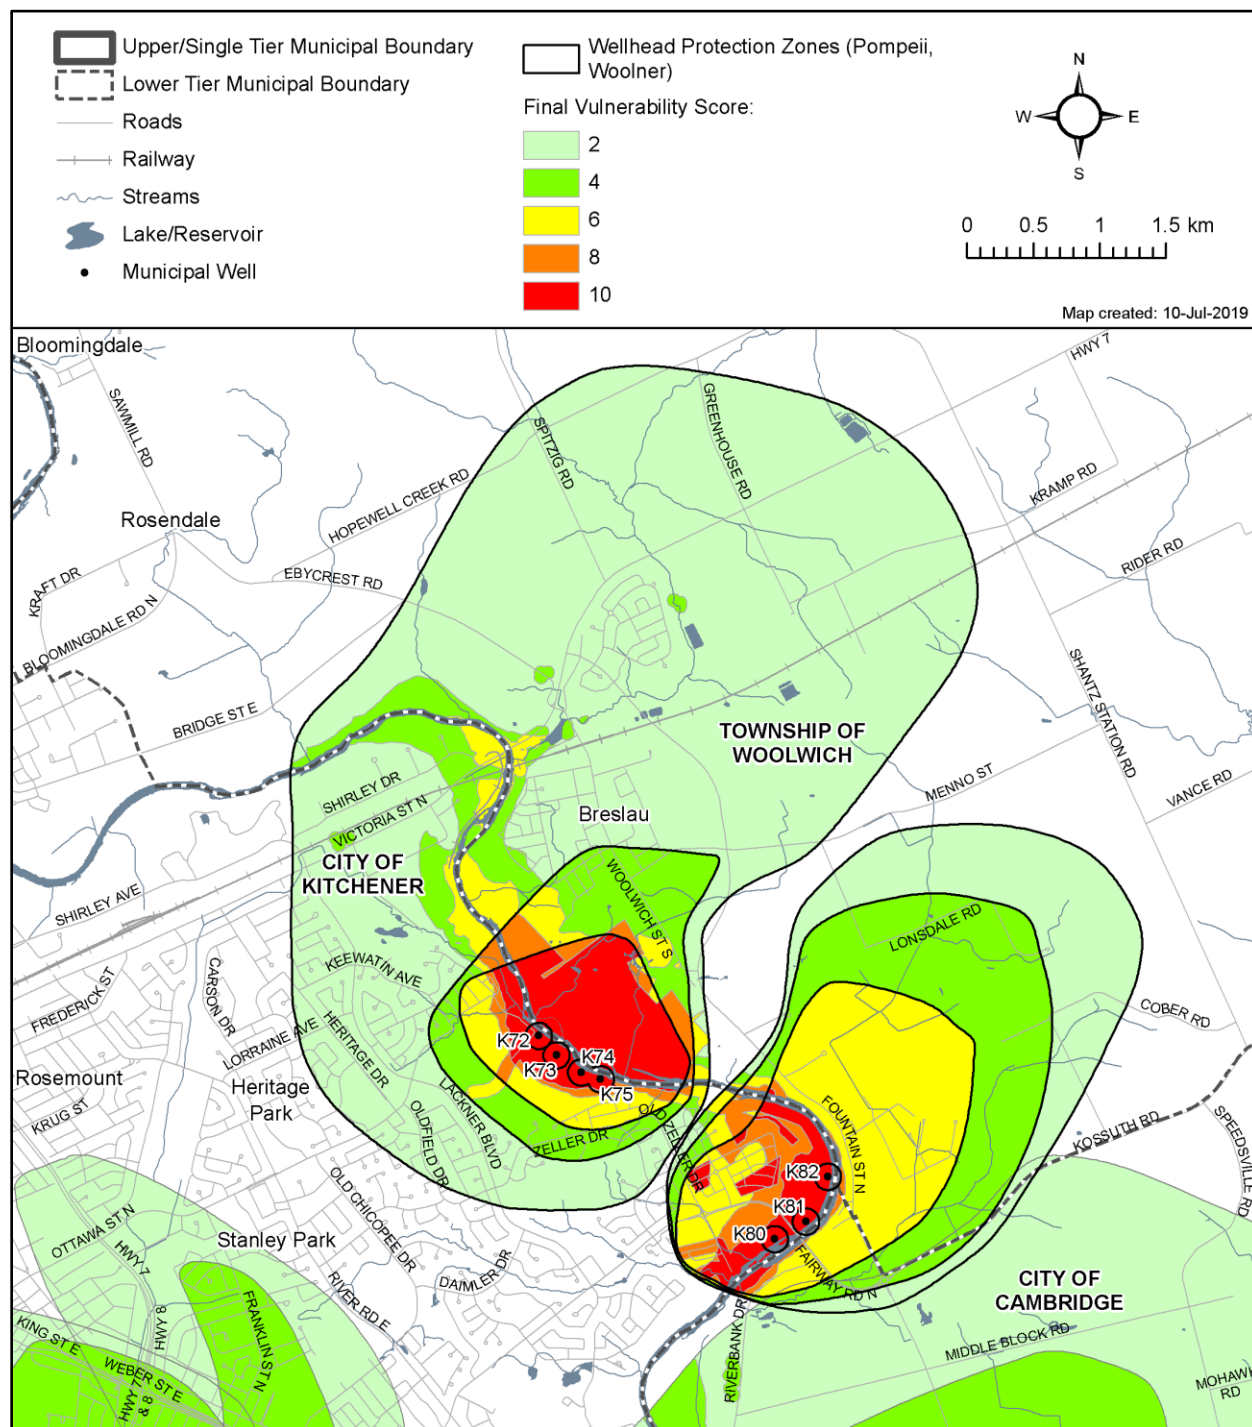 Upper/Single Tier Municipal Boundary
Lower Tier Municipal Boundary
Roads
Railway
Streams
Lake/Reservoir
Municipal Well
Wellhead Protection Zones (Pompeii,
Woolner)
Final Vulnerability Score:
2
4
6
8
10
N
W
E
S
0 0.5 1 1.5 km
Map created: 10-Jul-2019
Bloomingdale
HWY 7
SAWMILL RD
SPITZIG RD
GREENHOUSE RD
KRAMP RD
HOPEWELL CREEK RD
Rosendale
RIDER RD
EBYCREST RD
KRAFT DR
BLOOMINGDALE RD N
SHANTZ STATION RD
BRIDGE ST E
TOWNSHIP OF
WOOLWICH
SHIRLEY DR
MENNO ST
VANCE RD
VICTORIA ST N
Breslau
CITY OF
KITCHENER
WOOLWICH ST S
SHIRLEY AVE
LONSDALE RD
KEEWATIN AVE
FREDERICK ST
CARSON DR
COBER RD
LORRAINE AVE
HERITAGE DR
K72
K73
K74
K75
Rosemount
Heritage
Park
LACKNER BLVD
OLDFIELD DR
KRUG ST
ZELLER DR
OLD ZELLER DR
FOUNTAIN ST N
KOSSUTH RD
SPEEDSVILLE RD
K82
K81
K80
OLD CHICOPEE DR
OTTAWA ST N
HWY 7
Stanley Park
DAIMLER DR
RIVER RD E
FAIRWAY RD N
CITY OF
CAMBRIDGE
HWY 8
FRANKLIN ST N
KING ST E
WEBER ST E
HWY 7
& 8
RIVERBANK DR
MIDDLE BLOCK RD
MOHAWK
RD